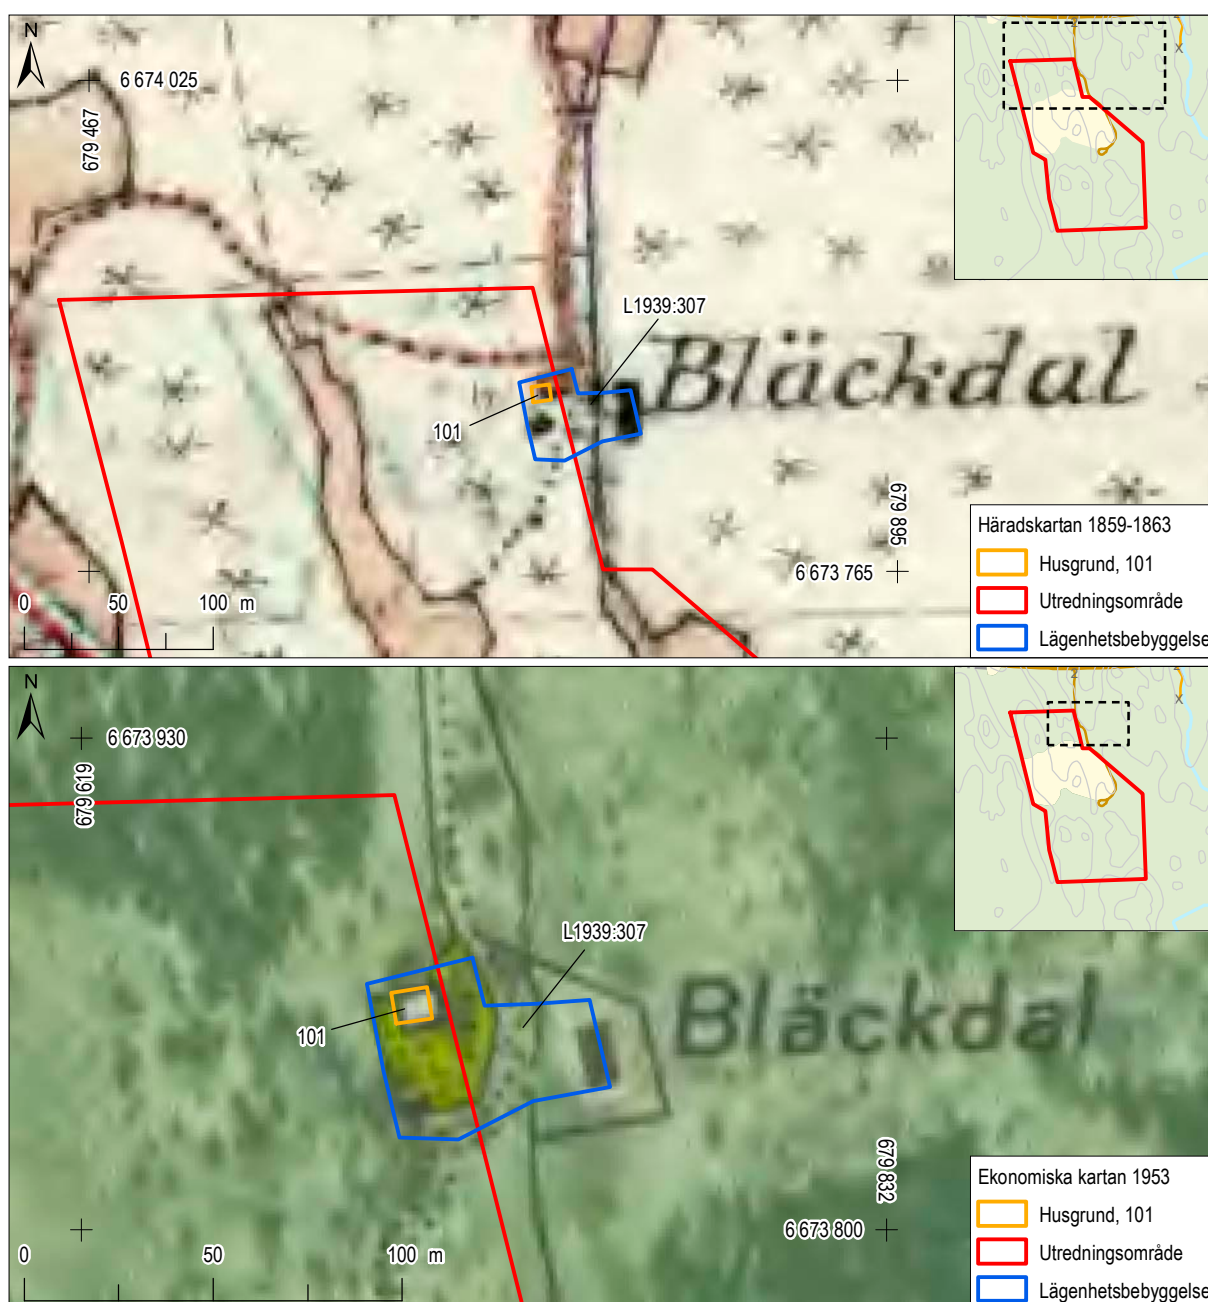 N
6 674 025
679 467
L1939:307
Bläckdal
101
679 895
6 673 765
0 50 100 m
Häradskartan 1859-1863
Husgrund, 101
Utredningsområde
Lägenhetsbebyggelse
N
6 673 930
679 619
L1939:307
Bläckdal
101
679 832
6 673 800
0 50 100 m
Ekonomiska kartan 1953
Husgrund, 101
Utredningsområde
Lägenhetsbebyggelse